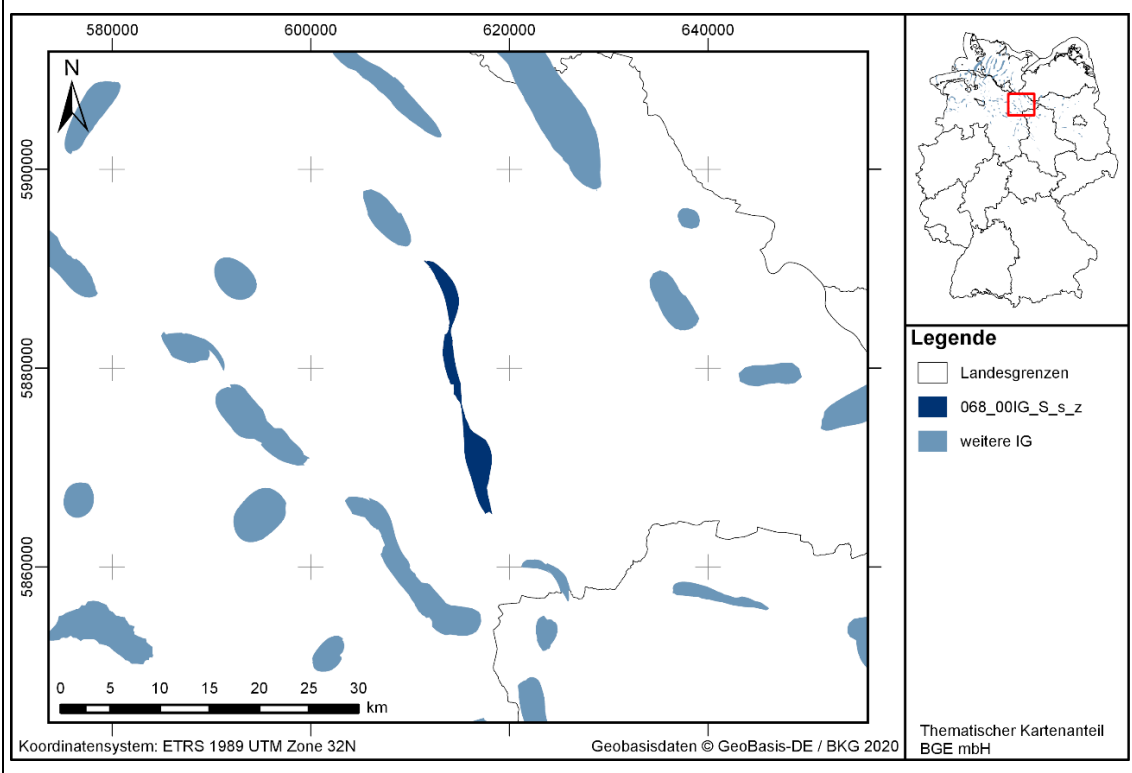 580000 600000 620000 640000
N
5900000
5880000
5860000
0 5 10 15 20 25 30
km
Koordinatensystem: ETRS 1989 UTM Zone 32N
Geobasisdaten © GeoBasis-DE / BKG 2020
Legende
Landesgrenzen
068_00IG_S_s_z
weitere IG
Thematischer Kartenanteil
BGE mbH